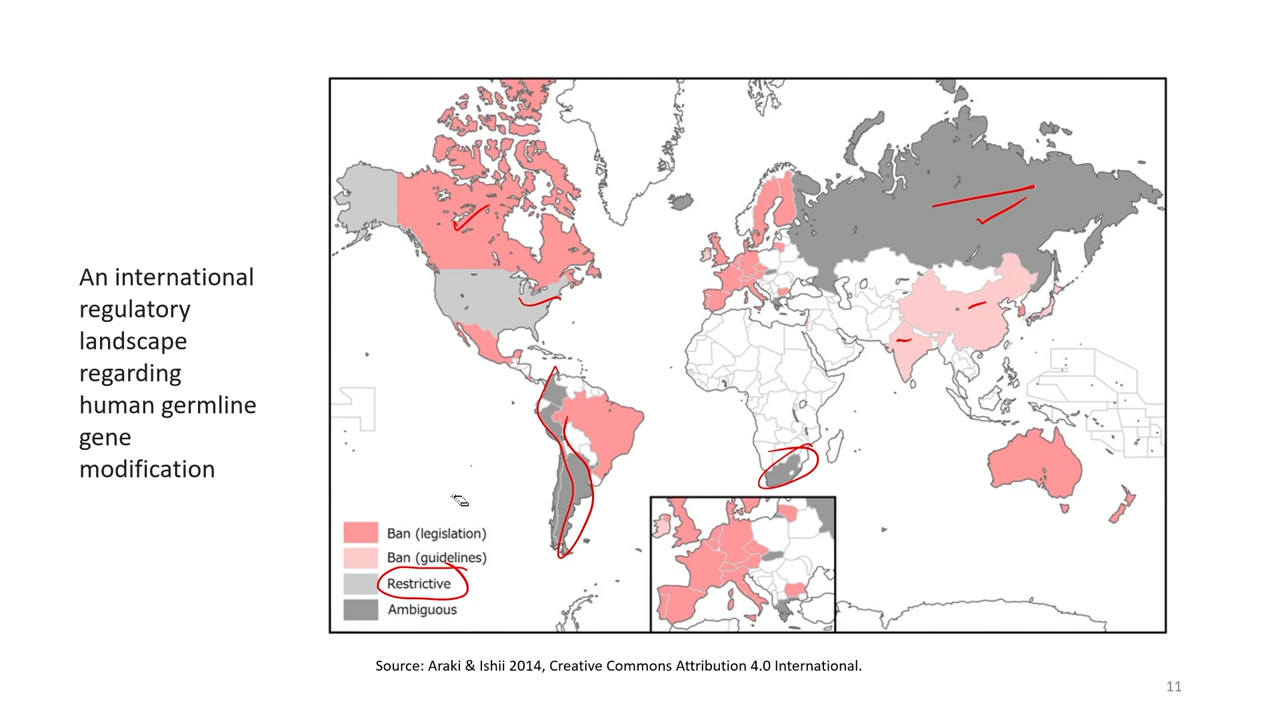 An international
regulatory
landscape
regarding
human germline
gene
modification
Ban (legislation)
Ban (guidelines)
Restrictive
Ambiguous
Source: Araki & Ishii 2014, Creative Commons Attribution 4.0 International.
11